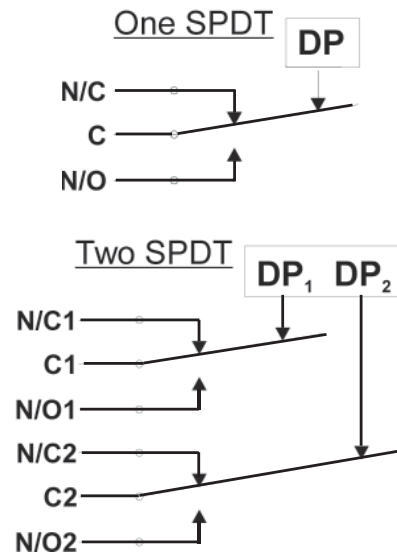 One SPDT
DP
N/C
C
N/O
Two SPDT
DP₁ DP₂
N/C1
C1
N/O1
N/C2
C2
N/O2